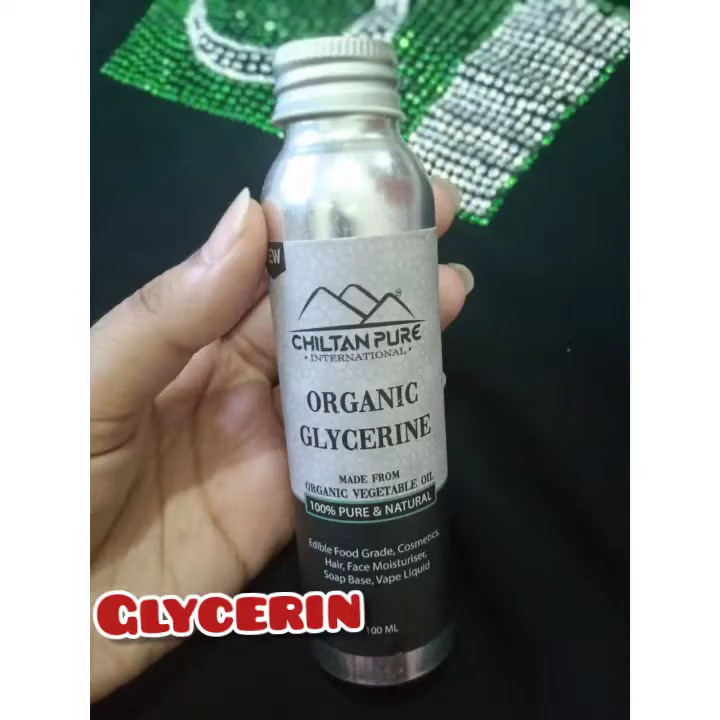 EW
®
CHILTAN PURE
• INTERNATIONAL •
ORGANIC
GLYCERINE
MADE FROM
ORGANIC VEGETABLE OIL
100% PURE & NATURAL
Edible Food Grade, Cosmetics,
Hair, Face Moisturiser,
Soap Base, Vape Liquid
GLYCERIN
100 ML